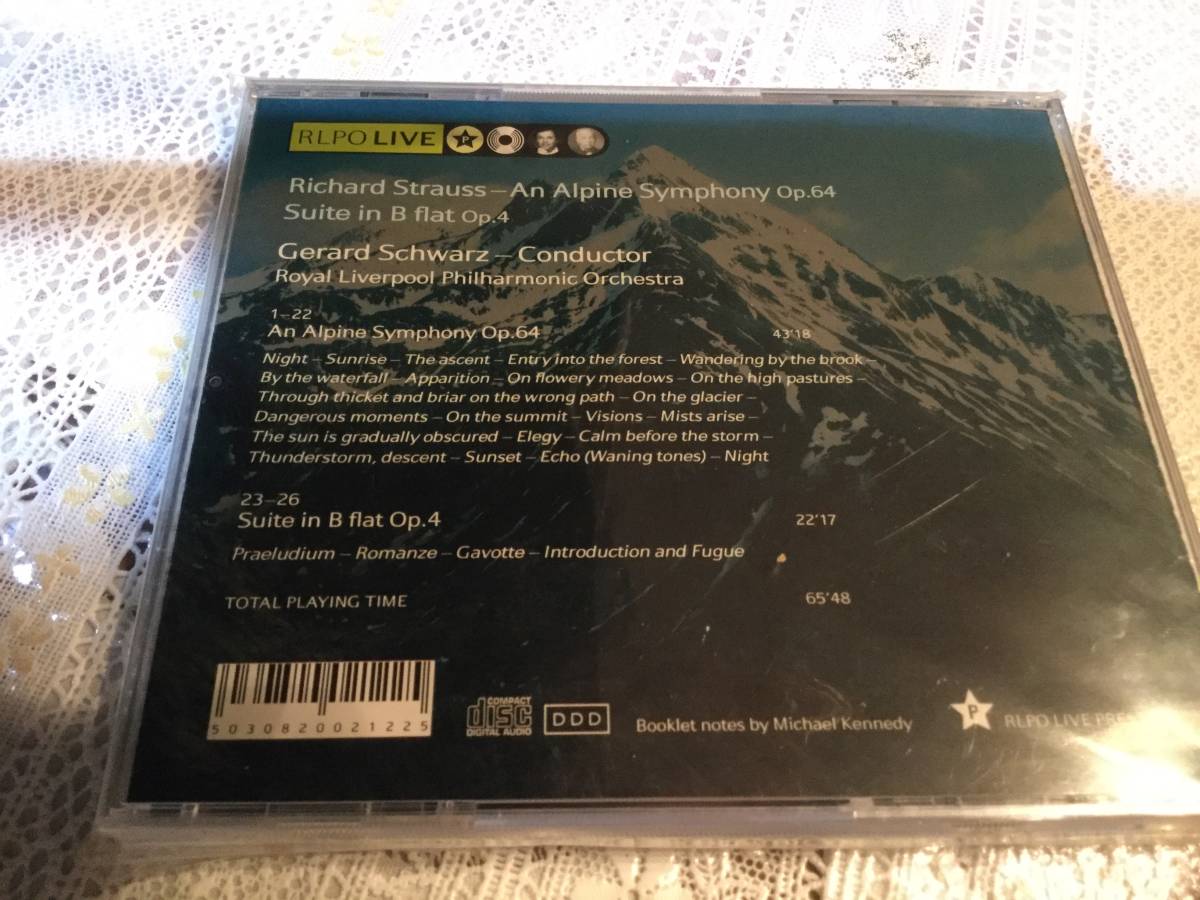 RLPO LIVE P
Richard Strauss – An Alpine Symphony Op.64
Suite in B flat Op.4
Gerard Schwarz – Conductor
Royal Liverpool Philharmonic Orchestra
1–22
An Alpine Symphony Op.64 43'18
Night – Sunrise – The ascent – Entry into the forest – Wandering by the brook –
By the waterfall – Apparition – On flowery meadows – On the high pastures –
Through thicket and briar on the wrong path – On the glacier –
Dangerous moments – On the summit – Visions – Mists arise –
The sun is gradually obscured – Elegy – Calm before the storm –
Thunderstorm, descent – Sunset – Echo (Waning tones) – Night
23–26
Suite in B flat Op.4 22'17
Praeludium – Romanze – Gavotte – Introduction and Fugue
TOTAL PLAYING TIME 65'48
5030820021225
COMPACT
disc
DIGITAL AUDIO
DDD
Booklet notes by Michael Kennedy
P RLPO LIVE